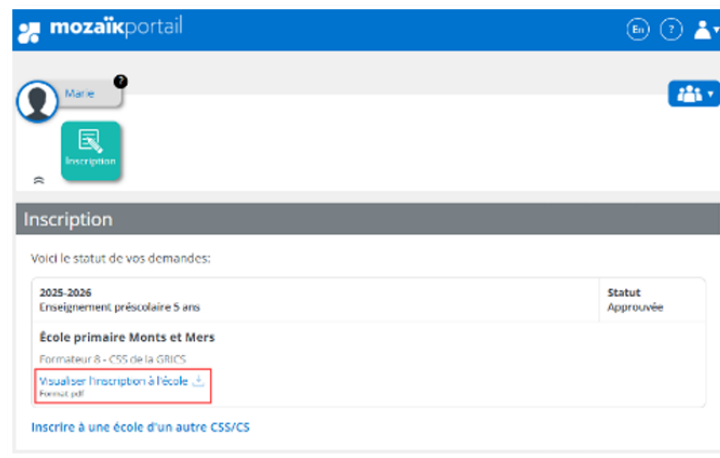 mozaïkportail
En ?
Marie ?
Inscription
Inscription
Voici le statut de vos demandes:
2025-2026 Statut
Enseignement préscolaire 5 ans Approuvée
École primaire Monts et Mers
Formateur 8 - CSS de la GRICS
Visualiser l'inscription à l'école
Format pdf
Inscrire à une école d'un autre CSS/CS